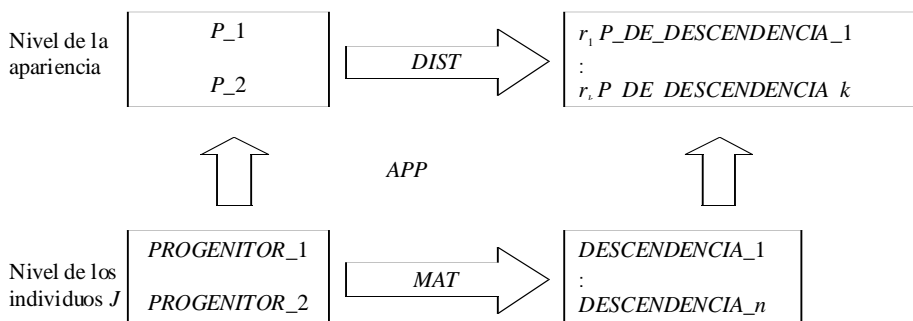 Nivel de la
apariencia
P_1
P_2
DIST
r₁ P_DE_DESCENDENCIA_1
:
rₖ P DE DESCENDENCIA k
APP
Nivel de los
individuos J
PROGENITOR_1
PROGENITOR_2
MAT
DESCENDENCIA_1
:
DESCENDENCIA_n